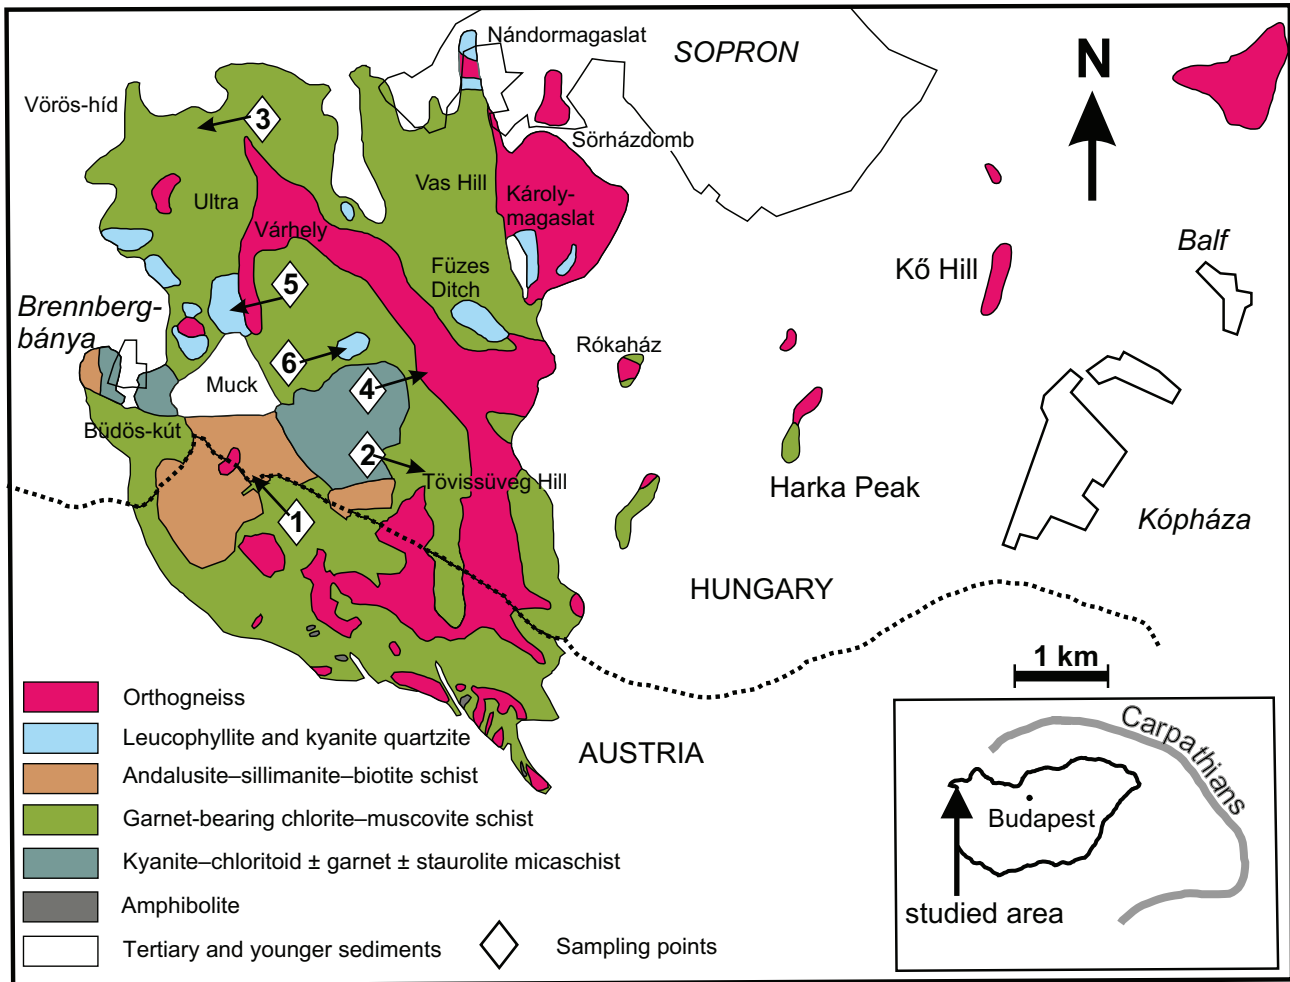 Nándormagaslat
SOPRON
N
Vörös-híd
3
Sörházdomb
Vas Hill
Ultra
Károly-
magaslat
Várhely
Balf
Füzes
Ditch
Kő Hill
5
Brennberg-
bánya
Rókaház
6
Muck
4
Büdös-kút
2
Tövissüveg Hill
Harka Peak
1
Kópháza
HUNGARY
1 km
AUSTRIA
Orthogneiss
Leucophyllite and kyanite quartzite
Andalusite–sillimanite–biotite schist
Garnet-bearing chlorite–muscovite schist
Kyanite–chloritoid ± garnet ± staurolite micaschist
Amphibolite
Tertiary and younger sediments
Sampling points
Carpathians
Budapest
studied area